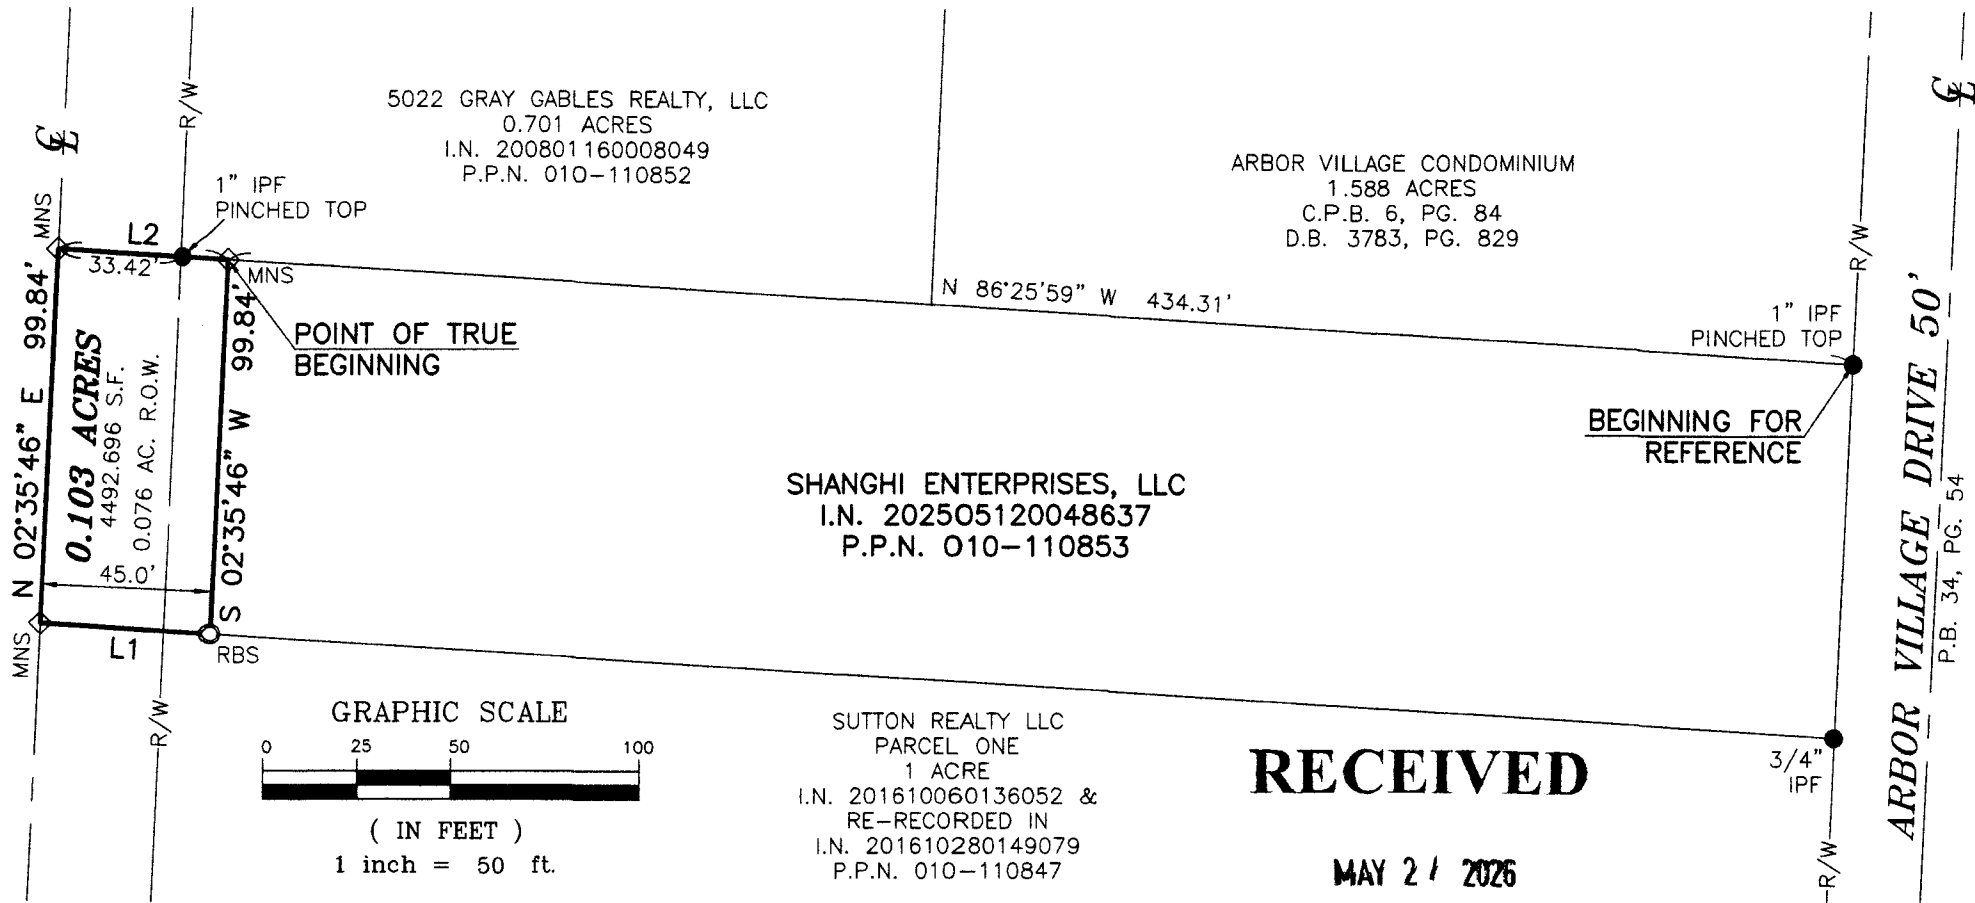 R/W
5022 GRAY GABLES REALTY, LLC
0.701 ACRES
I.N. 200801160008049
P.P.N. 010-110852
ARBOR VILLAGE CONDOMINIUM
1.588 ACRES
C.P.B. 6, PG. 84
D.B. 3783, PG. 829
℄
℄
1" IPF
PINCHED TOP
MNS
L2
33.42'
MNS
R/W
N 86°25'59" W 434.31'
1" IPF
PINCHED TOP
POINT OF TRUE
BEGINNING
BEGINNING FOR
REFERENCE
N 02°35'46" E 99.84'
0.103 ACRES
4492.696 S.F.
0.076 AC. R.O.W.
S 02°35'46" W 99.84'
45.0'
SHANGHI ENTERPRISES, LLC
I.N. 202505120048637
P.P.N. 010-110853
ARBOR VILLAGE DRIVE 50'
P.B. 34, PG. 54
MNS
L1
RBS
R/W
GRAPHIC SCALE
0 25 50 100
( IN FEET )
1 inch = 50 ft.
SUTTON REALTY LLC
PARCEL ONE
1 ACRE
I.N. 201610060136052 &
RE-RECORDED IN
I.N. 201610280149079
P.P.N. 010-110847
RECEIVED
MAY 2 2026
3/4"
IPF
R/W